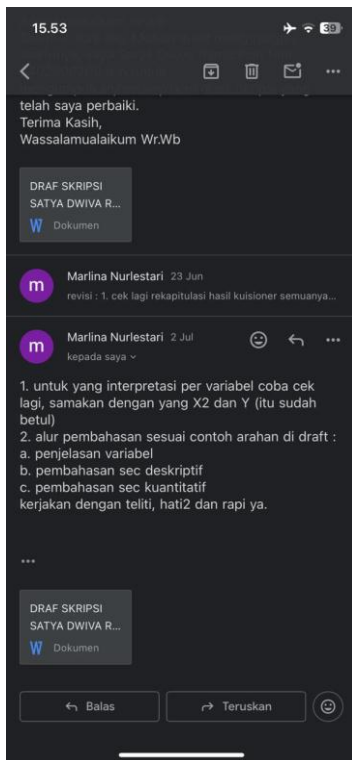 15.53
39
telah saya perbaiki.
Terima Kasih,
Wassalamualaikum Wr.Wb
DRAF SKRIPSI
SATYA DWIVA R...
W Dokumen
m
Marlina Nurlestari 23 Jun
revisi : 1. cek lagi rekapitulasi hasil kuisioner semuanya...
m
Marlina Nurlestari 2 Jul
kepada saya
1. untuk yang interpretasi per variabel coba cek
lagi, samakan dengan yang X2 dan Y (itu sudah
betul)
2. alur pembahasan sesuai contoh arahan di draft :
a. penjelasan variabel
b. pembahasan sec deskriptif
c. pembahasan sec kuantitatif
kerjakan dengan teliti, hati2 dan rapi ya.
...
DRAF SKRIPSI
SATYA DWIVA R...
W Dokumen
Balas
Teruskan